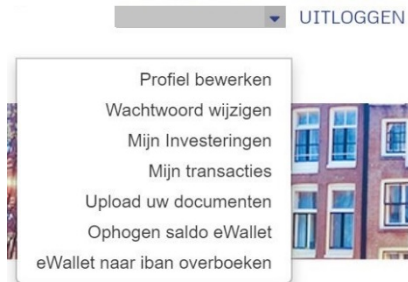 UITLOGGEN
Profiel bewerken
Wachtwoord wijzigen
Mijn Investeringen
Mijn transacties
Upload uw documenten
Ophogen saldo eWallet
eWallet naar iban overboeken